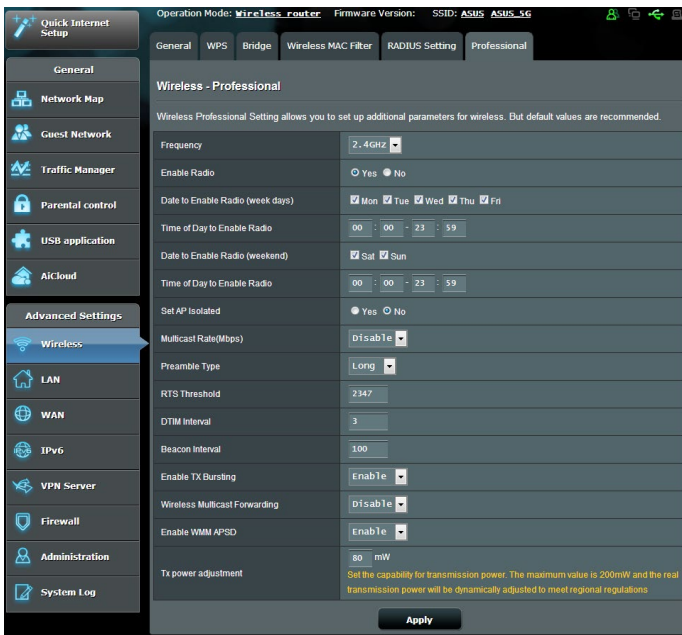 Quick Internet Setup
Operation Mode: Wireless router Firmware Version: SSID: ASUS ASUS_5G
General WPS Bridge Wireless MAC Filter RADIUS Setting Professional
General
Network Map
Guest Network
Traffic Manager
Parental control
USB application
AiCloud
Advanced Settings
Wireless
LAN
WAN
IPv6
VPN Server
Firewall
Administration
System Log
Wireless - Professional
Wireless Professional Setting allows you to set up additional parameters for wireless. But default values are recommended.
Frequency 2.4GHz
Enable Radio Yes No
Date to Enable Radio (week days) Mon Tue Wed Thu Fri
Time of Day to Enable Radio 00 : 00 - 23 : 59
Date to Enable Radio (weekend) Sat Sun
Time of Day to Enable Radio 00 : 00 - 23 : 59
Set AP Isolated Yes No
Multicast Rate(Mbps) Disable
Preamble Type Long
RTS Threshold 2347
DTIM Interval 3
Beacon Interval 100
Enable TX Bursting Enable
Wireless Multicast Forwarding Disable
Enable WMM APSD Enable
Tx power adjustment 80 mW
Set the capability for transmission power. The maximum value is 200mW and the real
transmission power will be dynamically adjusted to meet regional regulations
Apply